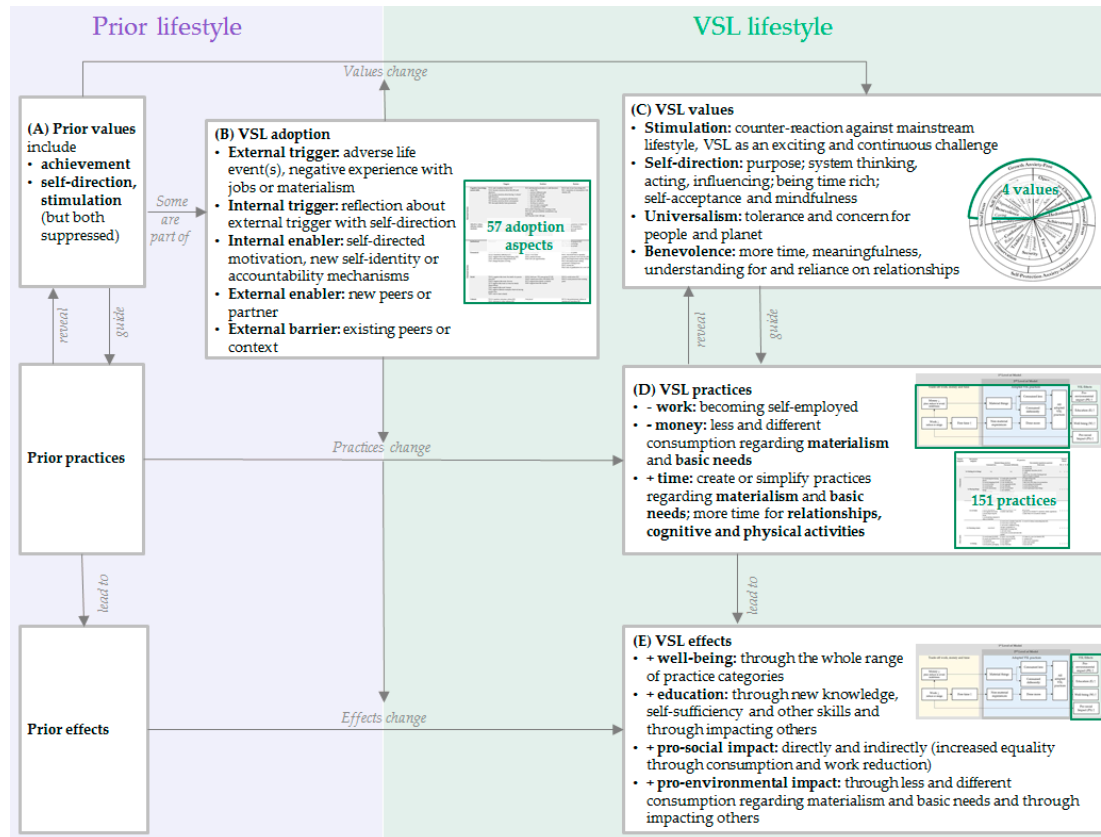 Prior lifestyle
VSL lifestyle
Values change
(A) Prior values
include
• achievement
• self-direction,
stimulation
(but both
suppressed)
Some
are
part of
(B) VSL adoption
• External trigger: adverse life
event(s), negative experience with
jobs or materialism
• Internal trigger: reflection about
external trigger with self-direction
• Internal enabler: self-directed
motivation, new self-identity or
accountability mechanisms
• External enabler: new peers or
partner
• External barrier: existing peers or
context
57 adoption
aspects
(C) VSL values
• Stimulation: counter-reaction against mainstream
lifestyle, VSL as an exciting and continuous challenge
• Self-direction: purpose; system thinking,
acting, influencing; being time rich;
self-acceptance and mindfulness
• Universalism: tolerance and concern for
people and planet
• Benevolence: more time, meaningfulness,
understanding for and reliance on relationships
4 values
reveal
guide
reveal
guide
Prior practices
Practices change
(D) VSL practices
• - work: becoming self-employed
• - money: less and different
consumption regarding materialism
and basic needs
• + time: create or simplify practices
regarding materialism and basic
needs; more time for relationships,
cognitive and physical activities
151 practices
lead to
lead to
Prior effects
Effects change
(E) VSL effects
• + well-being: through the whole range
of practice categories
• + education: through new knowledge,
self-sufficiency and other skills and
through impacting others
• + pro-social impact: directly and indirectly (increased equality
through consumption and work reduction)
• + pro-environmental impact: through less and different
consumption regarding materialism and basic needs and through
impacting others